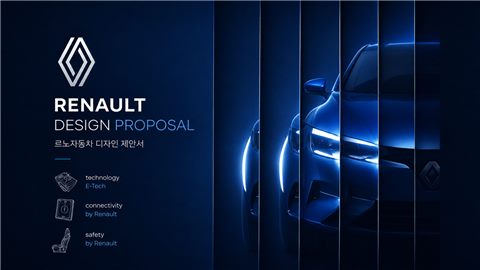 RENAULT
DESIGN PROPOSAL
르노자동차 디자인 제안서
technology
E-Tech
connectivity
by Renault
safety
by Renault